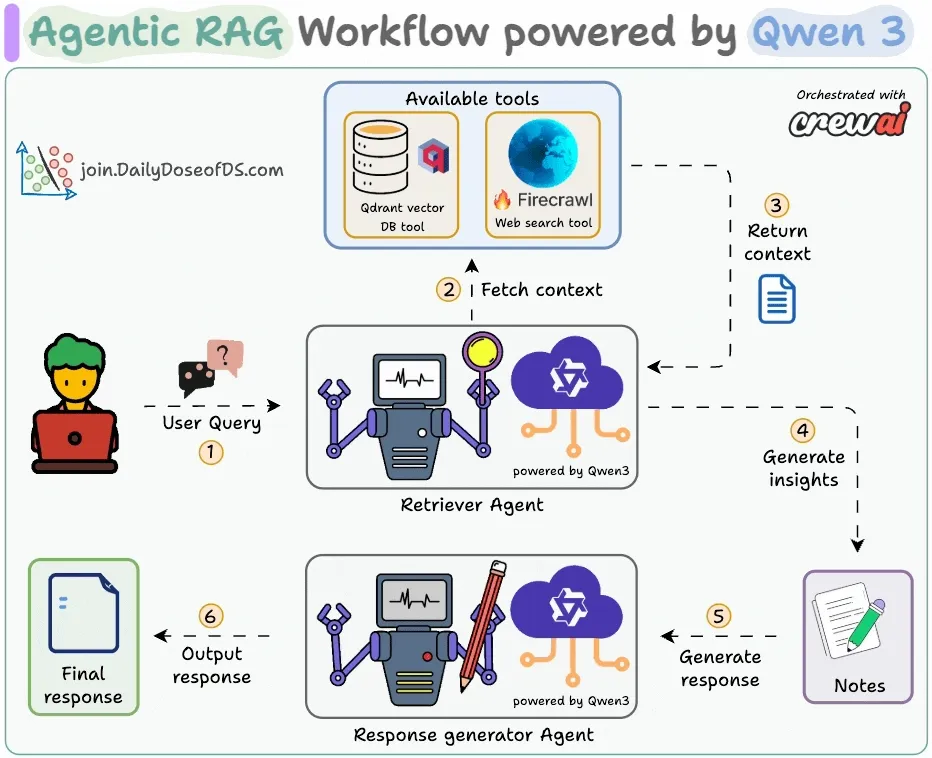 Agentic RAG Workflow powered by Qwen 3
Available tools
Orchestrated with
crewai
join.DailyDoseofDS.com
Qdrant vector
DB tool
Firecrawl
Web search tool
3
Return
context
2 Fetch context
?
User Query
1
powered by Qwen3
Retriever Agent
4
Generate
insights
6
Output
response
Final
response
powered by Qwen3
Response generator Agent
5
Generate
response
Notes